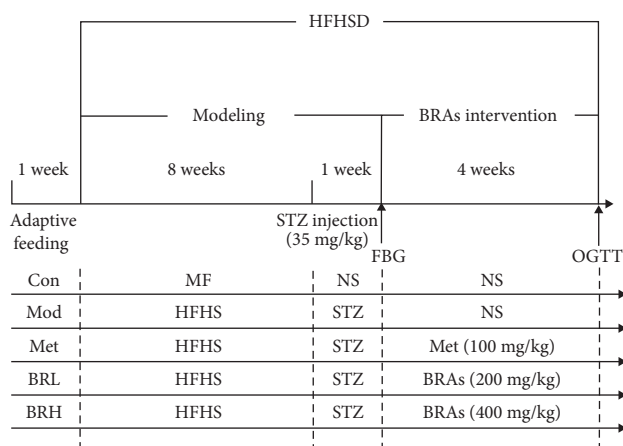 HFHSD
Modeling BRAs intervention
1 week 8 weeks 1 week 4 weeks
Adaptive feeding
STZ injection
(35 mg/kg)
FBG OGTT
Con MF NS NS
Mod HFHS STZ NS
Met HFHS STZ Met (100 mg/kg)
BRL HFHS STZ BRAs (200 mg/kg)
BRH HFHS STZ BRAs (400 mg/kg)